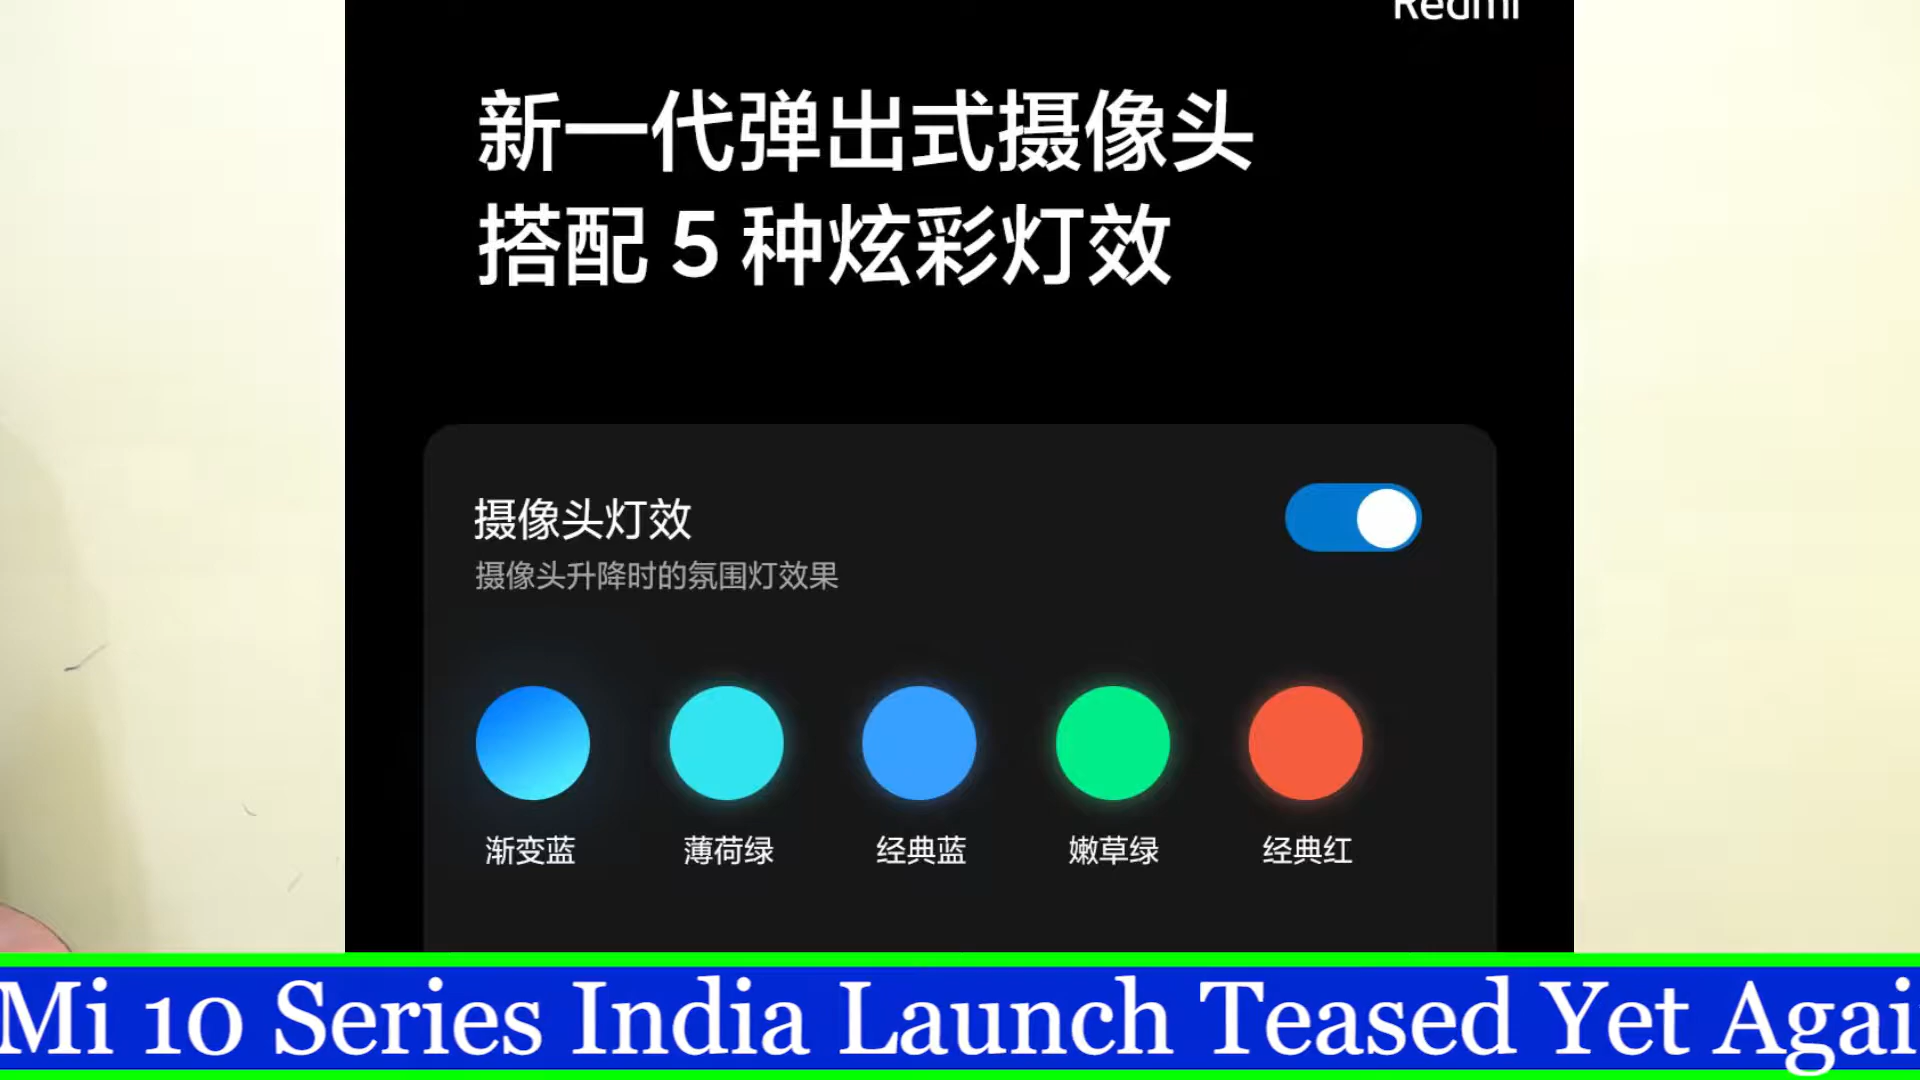 Redmi
新一代弹出式摄像头
搭配 5 种炫彩灯效
摄像头灯效
摄像头升降时的氛围灯效果
渐变蓝 薄荷绿 经典蓝 嫩草绿 经典红
Mi 10 Series India Launch Teased Yet Agai